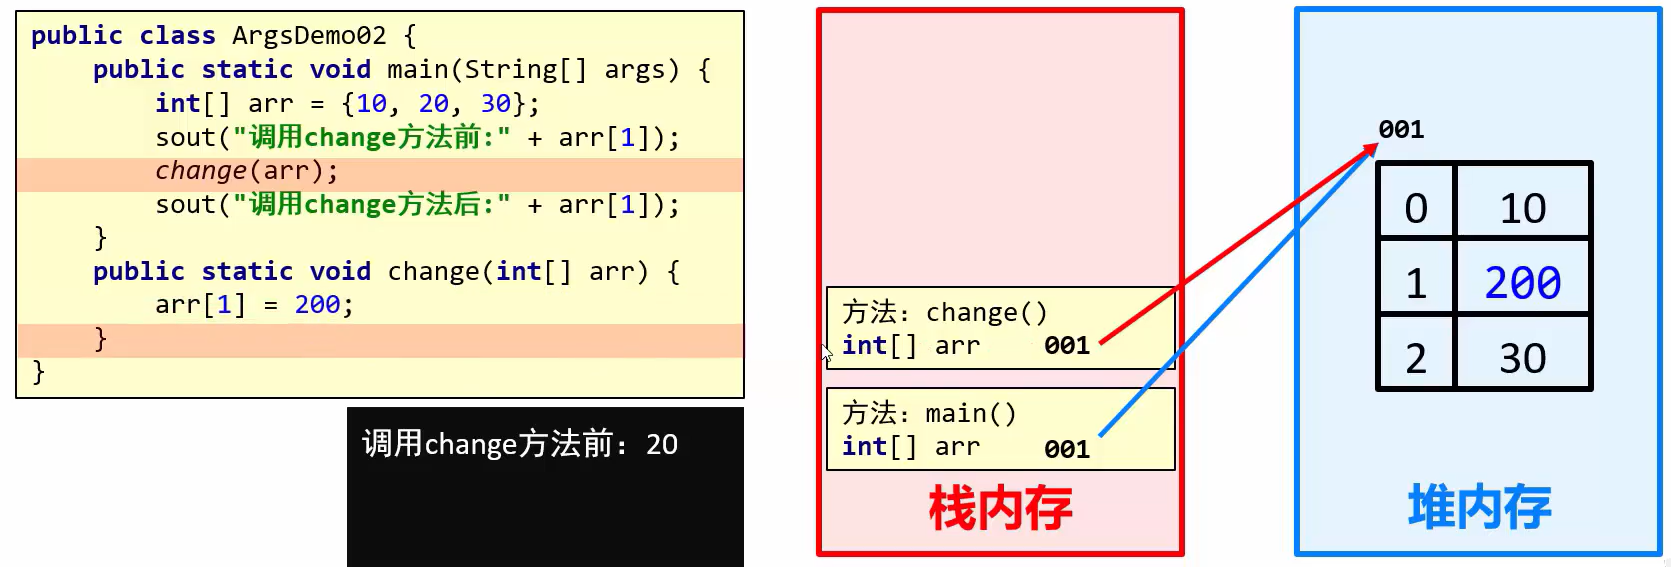 public class ArgsDemo02 {
public static void main(String[] args) {
int[] arr = {10, 20, 30};
sout("调用change方法前:" + arr[1]);
change(arr);
sout("调用change方法后:" + arr[1]);
}
public static void change(int[] arr) {
arr[1] = 200;
}
}
调用change方法前：20
方法：change()
int[] arr 001
方法：main()
int[] arr 001
栈内存
001
0 10
1 200
2 30
堆内存